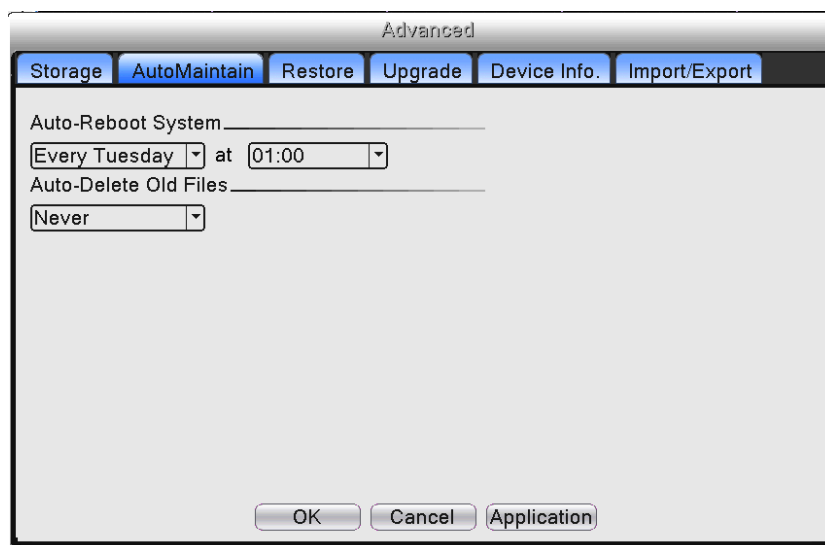 Advanced
Storage AutoMaintain Restore Upgrade Device Info. Import/Export
Auto-Reboot System
Every Tuesday at 01:00
Auto-Delete Old Files
Never
OK Cancel Application